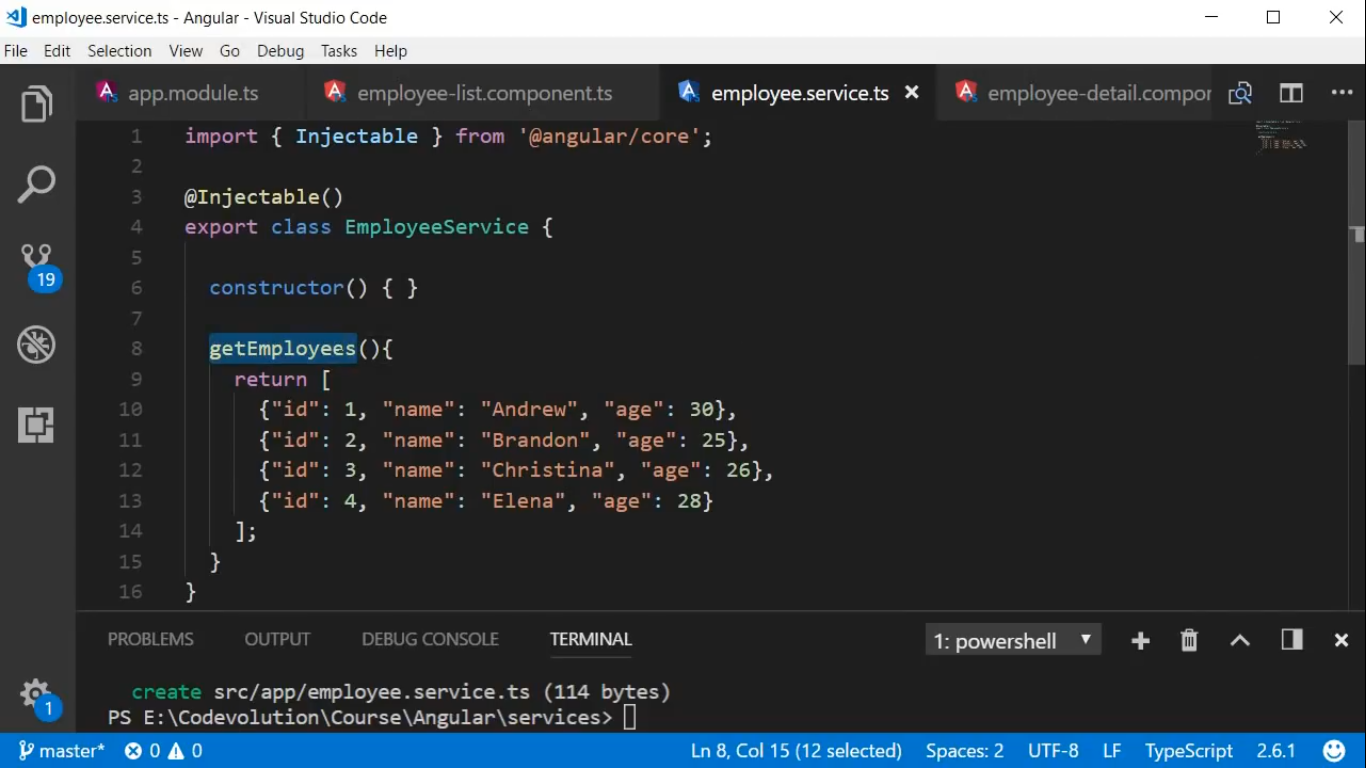 employee.service.ts - Angular - Visual Studio Code
File Edit Selection View Go Debug Tasks Help
app.module.ts employee-list.component.ts employee.service.ts employee-detail.compor
1 import { Injectable } from '@angular/core';
2
3 @Injectable()
4 export class EmployeeService {
5
6 constructor() { }
7
8 getEmployees(){
9 return [
10 {"id": 1, "name": "Andrew", "age": 30},
11 {"id": 2, "name": "Brandon", "age": 25},
12 {"id": 3, "name": "Christina", "age": 26},
13 {"id": 4, "name": "Elena", "age": 28}
14 ];
15 }
16 }
19
PROBLEMS OUTPUT DEBUG CONSOLE TERMINAL 1: powershell
create src/app/employee.service.ts (114 bytes)
PS E:\Codevolution\Course\Angular\services>
1
master* 0 0 Ln 8, Col 15 (12 selected) Spaces: 2 UTF-8 LF TypeScript 2.6.1